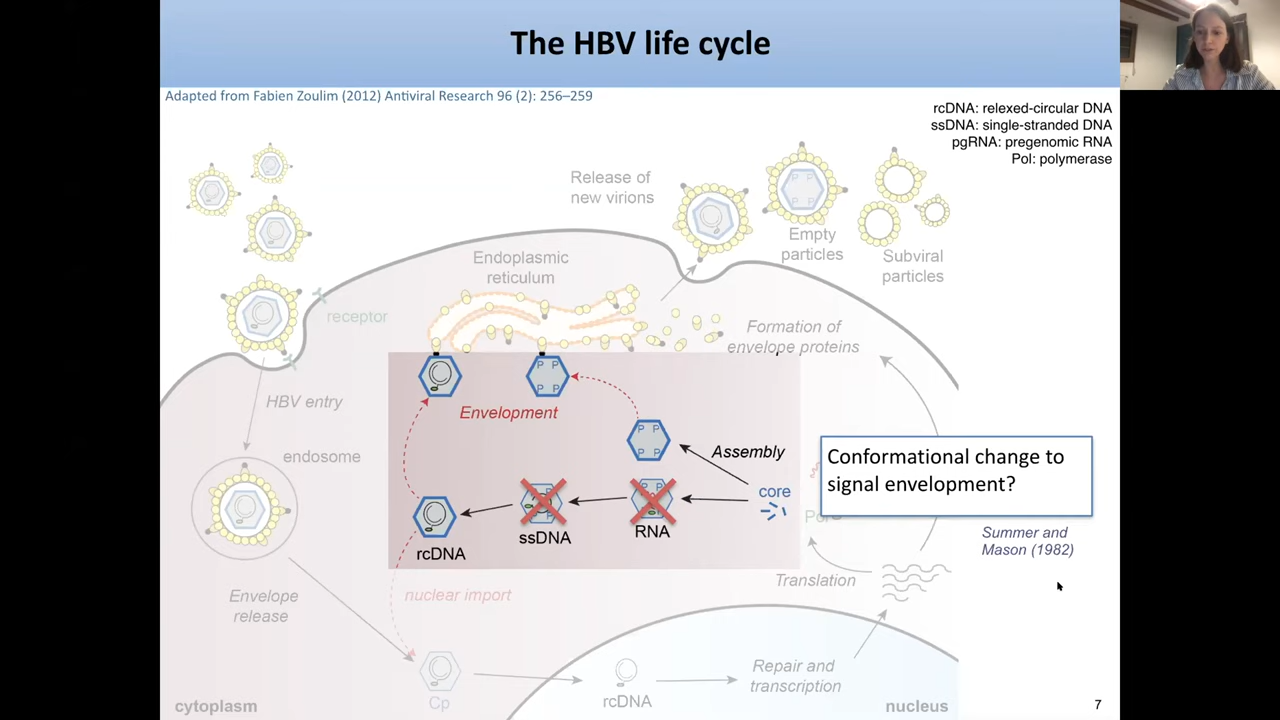 The HBV life cycle
Adapted from Fabien Zoulim (2012) Antiviral Research 96 (2): 256–259
rcDNA: relexed-circular DNA
ssDNA: single-stranded DNA
pgRNA: pregenomic RNA
Pol: polymerase
Release of
new virions
P P
P P
Empty
particles
Subviral
particles
Endoplasmic
reticulum
receptor
Formation of
envelope proteins
HBV entry
P P
P P
Envelopment
P P
P P
Assembly
endosome
Conformational change to
signal envelopment?
core
Pol
RNA
ssDNA
rcDNA
Summer and
Mason (1982)
Translation
nuclear import
Envelope
release
Repair and
transcription
Cp
rcDNA
cytoplasm
nucleus
7